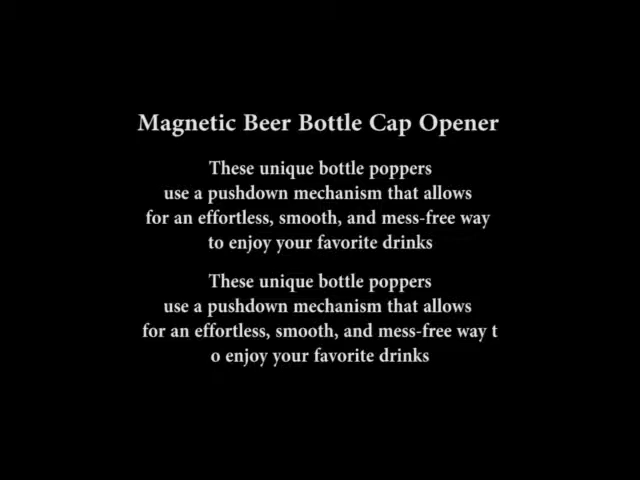 Magnetic Beer Bottle Cap Opener
These unique bottle poppers
use a pushdown mechanism that allows
for an effortless, smooth, and mess-free way
to enjoy your favorite drinks
These unique bottle poppers
use a pushdown mechanism that allows
for an effortless, smooth, and mess-free way t
o enjoy your favorite drinks